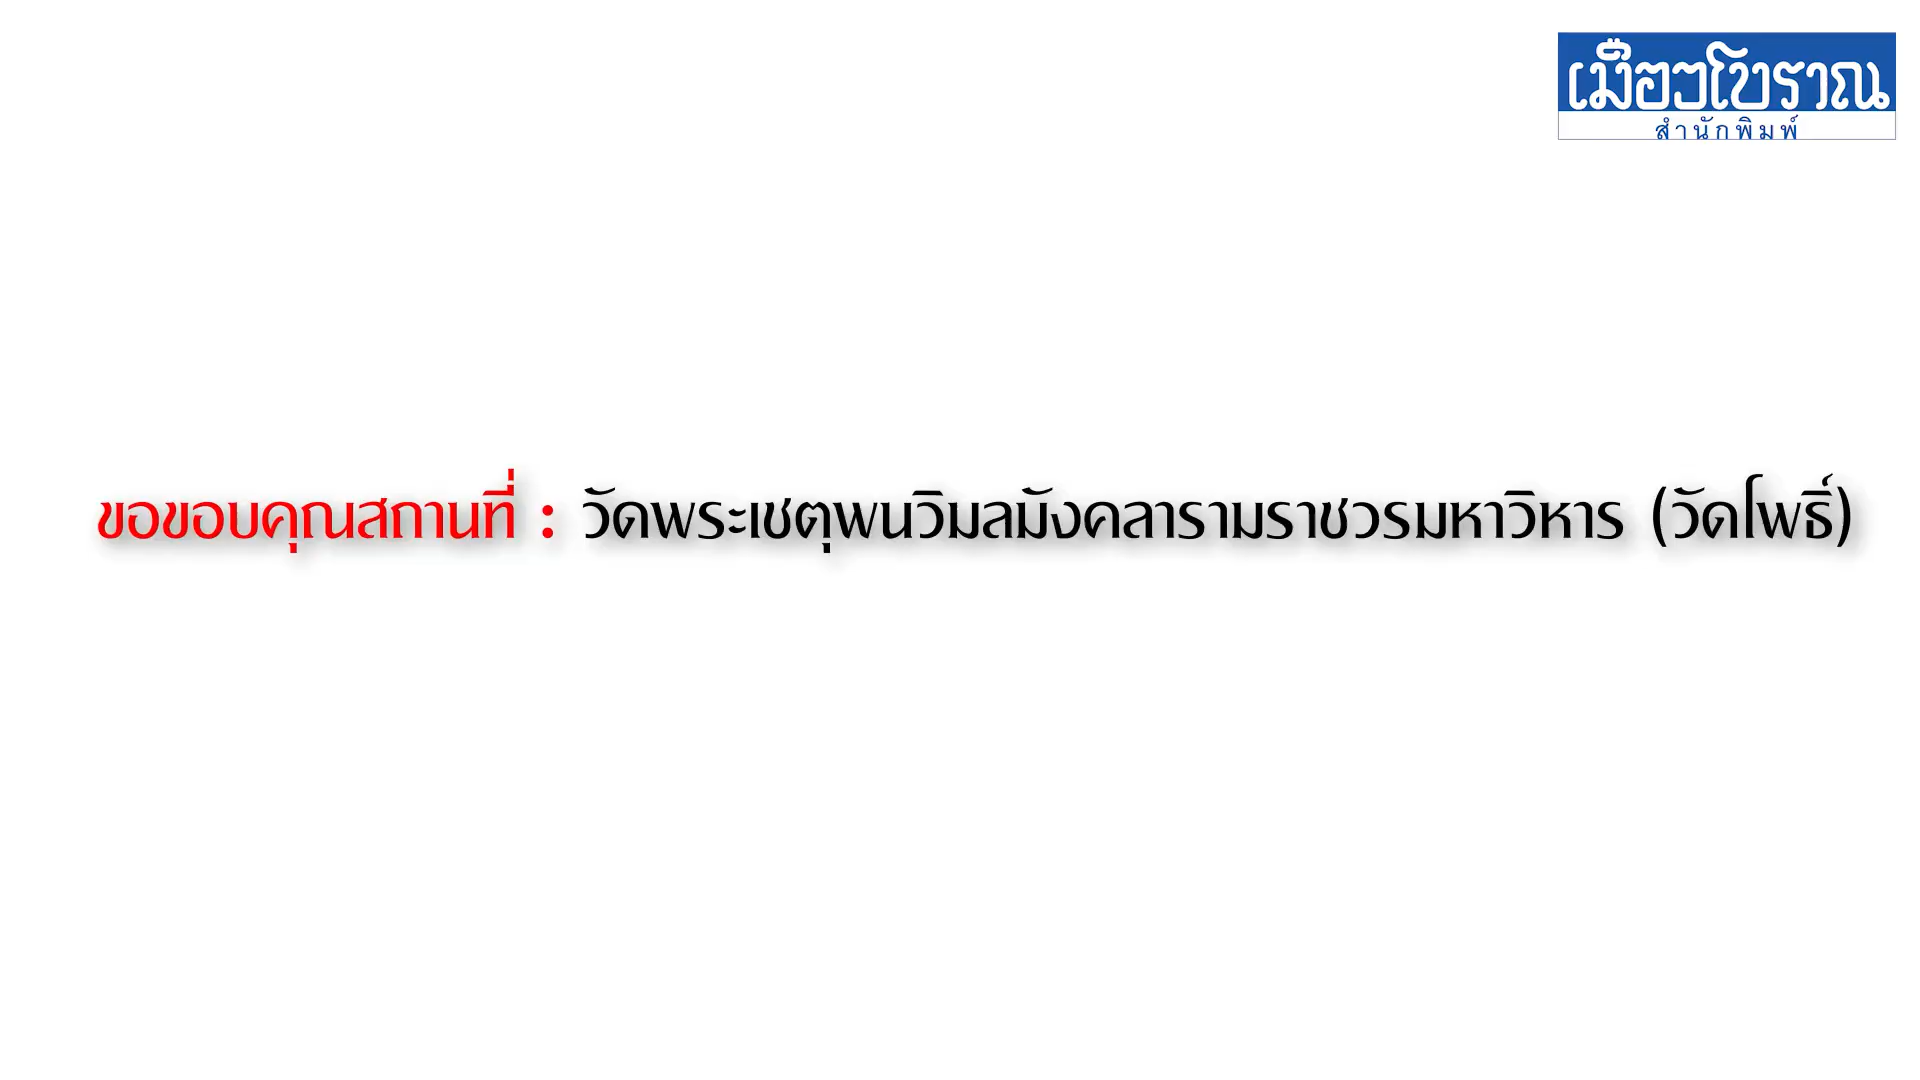 เมืองโบราณ
สำนักพิมพ์
ขอขอบคุณสถานที่ : วัดพระเชตุพนวิมลมังคลารามราชวรมหาวิหาร (วัดโพธิ์)